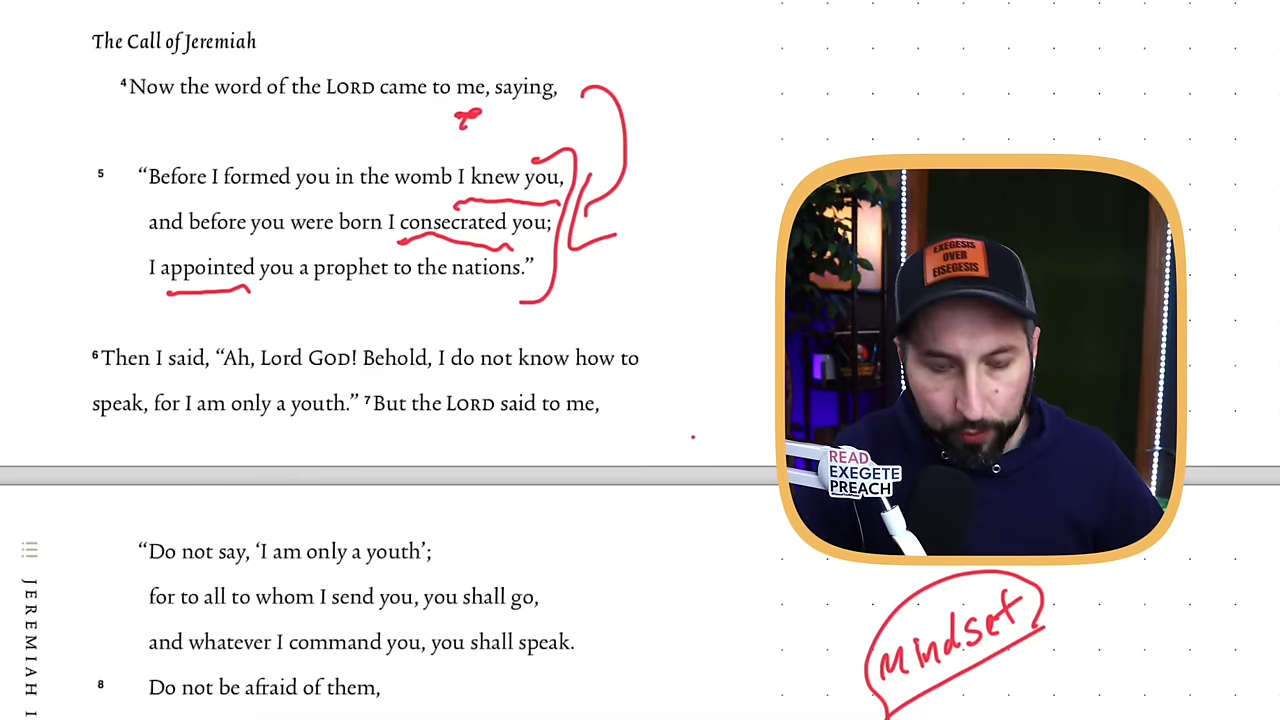 The Call of Jeremiah
⁴Now the word of the LORD came to me, saying,
5 “Before I formed you in the womb I knew you,
and before you were born I consecrated you;
I appointed you a prophet to the nations.”
⁶Then I said, “Ah, Lord GOD! Behold, I do not know how to
speak, for I am only a youth.” ⁷But the LORD said to me,
“Do not say, ‘I am only a youth’;
for to all to whom I send you, you shall go,
and whatever I command you, you shall speak.
8 Do not be afraid of them,
JEREMIAH 1
EXEGESIS
OVER
EISEGESIS
READ
EXEGETE
PREACH
Mindset